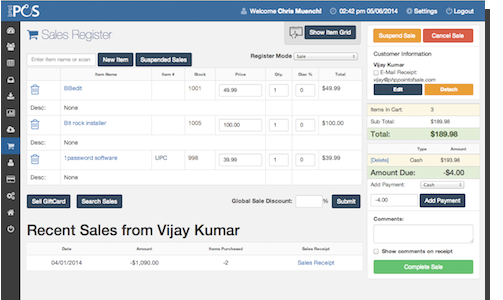 POS
Welcome Chris Muench!
02:42 pm 05/06/2014
Settings
Logout
Sales Register
Show Item Grid
Enter item name or scan
New Item
Suspended Sales
Register Mode
Sale
Item Name Item # Stock Price Qty. Disc % Total
BBedit 1001 49.99 1 0 $49.99
Desc: None
Bit rock installer 1005 100.00 1 0 $100.00
Desc: None
1password software UPC 998 39.99 1 0 $39.99
Desc: None
Sell GiftCard
Search Sales
Global Sale Discount: %
Submit
Recent Sales from Vijay Kumar
Date Amount Items Purchased Sales Receipt
04/01/2014 -$1,090.00 -2 Sales Receipt
Suspend Sale
Cancel Sale
Customer Information
Vijay Kumar
E-Mail Receipt:
vijay@phppointofsale.com
Edit
Detach
Items In Cart: 3
Sub Total: $189.98
Total: $189.98
Type Amount
[Delete] Cash $193.98
Amount Due: -$4.00
Add Payment: Cash
-4.00
Add Payment
Comments:
Show comments on receipt
Complete Sale